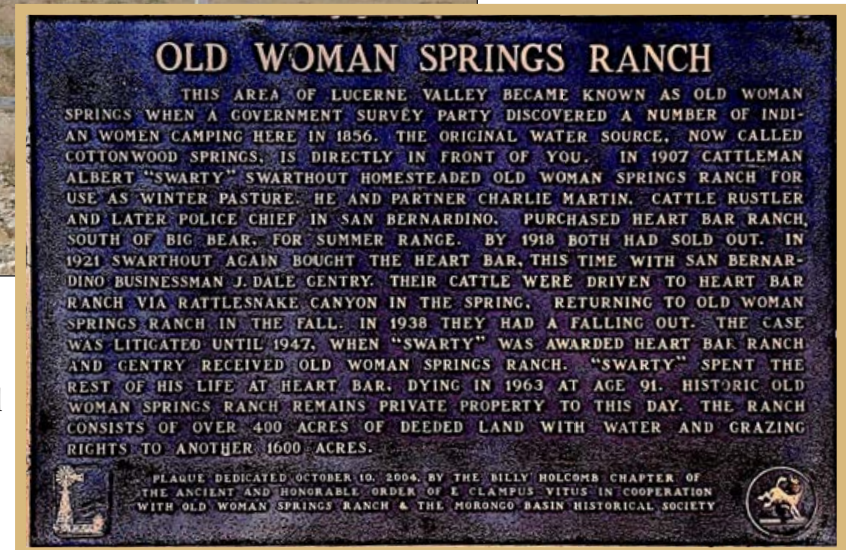 OLD WOMAN SPRINGS RANCH
THIS AREA OF LUCERNE VALLEY BECAME KNOWN AS OLD WOMAN
SPRINGS WHEN A GOVERNMENT SURVEY PARTY DISCOVERED A NUMBER OF INDI-
AN WOMEN CAMPING HERE IN 1856. THE ORIGINAL WATER SOURCE, NOW CALLED
COTTONWOOD SPRINGS, IS DIRECTLY IN FRONT OF YOU. IN 1907 CATTLEMAN
ALBERT "SWARTY" SWARTHOUT HOMESTEADED OLD WOMAN SPRINGS RANCH FOR
USE AS WINTER PASTURE. HE AND PARTNER CHARLIE MARTIN, CATTLE RUSTLER
AND LATER POLICE CHIEF IN SAN BERNARDINO, PURCHASED HEART BAR RANCH,
SOUTH OF BIG BEAR, FOR SUMMER RANGE. BY 1918 BOTH HAD SOLD OUT. IN
1921 SWARTHOUT AGAIN BOUGHT THE HEART BAR, THIS TIME WITH SAN BERNAR-
DINO BUSINESSMAN J. DALE GENTRY. THEIR CATTLE WERE DRIVEN TO HEART BAR
RANCH VIA RATTLESNAKE CANYON IN THE SPRING, RETURNING TO OLD WOMAN
SPRINGS RANCH IN THE FALL. IN 1938 THEY HAD A FALLING OUT. THE CASE
WAS LITIGATED UNTIL 1947, WHEN "SWARTY" WAS AWARDED HEART BAR RANCH
AND GENTRY RECEIVED OLD WOMAN SPRINGS RANCH. "SWARTY" SPENT THE
REST OF HIS LIFE AT HEART BAR, DYING IN 1963 AT AGE 91. HISTORIC OLD
WOMAN SPRINGS RANCH REMAINS PRIVATE PROPERTY TO THIS DAY. THE RANCH
CONSISTS OF OVER 400 ACRES OF DEEDED LAND WITH WATER AND GRAZING
RIGHTS TO ANOTHER 1600 ACRES.
PLAQUE DEDICATED OCTOBER 10, 2004, BY THE BILLY HOLCOMB CHAPTER OF
THE ANCIENT AND HONORABLE ORDER OF E CLAMPUS VITUS IN COOPERATION
WITH OLD WOMAN SPRINGS RANCH & THE MORONGO BASIN HISTORICAL SOCIETY